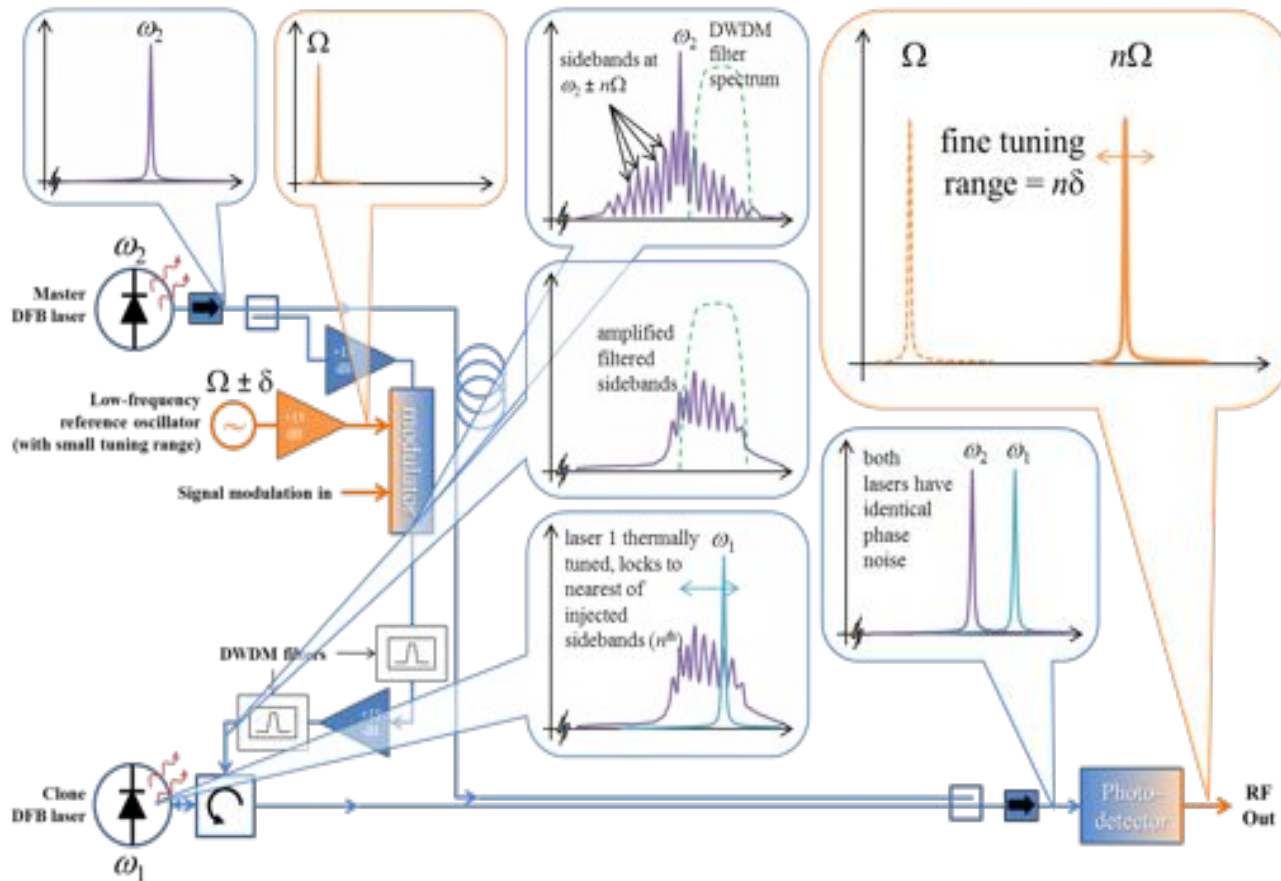 ω₂
Ω
sidebands at
ω₂ ± nΩ
ω₂
DWDM
filter
spectrum
Ω
nΩ
fine tuning
range = nδ
ω₂
Master
DFB laser
Ω ± δ
Low-frequency
reference oscillator
(with small tuning range)
modulator
Signal modulation in
amplified
filtered
sidebands
both
lasers have
identical
phase
noise
ω₂
ω₁
laser 1 thermally
tuned, locks to
nearest of
injected
sidebands (nᵗʰ)
ω₁
DWDM filters
Clone
DFB laser
ω₁
Photo-
detector
RF
Out